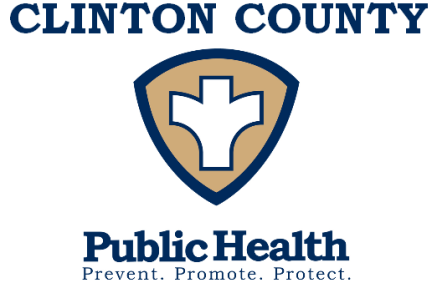 CLINTON COUNTY
Public Health
Prevent. Promote. Protect.